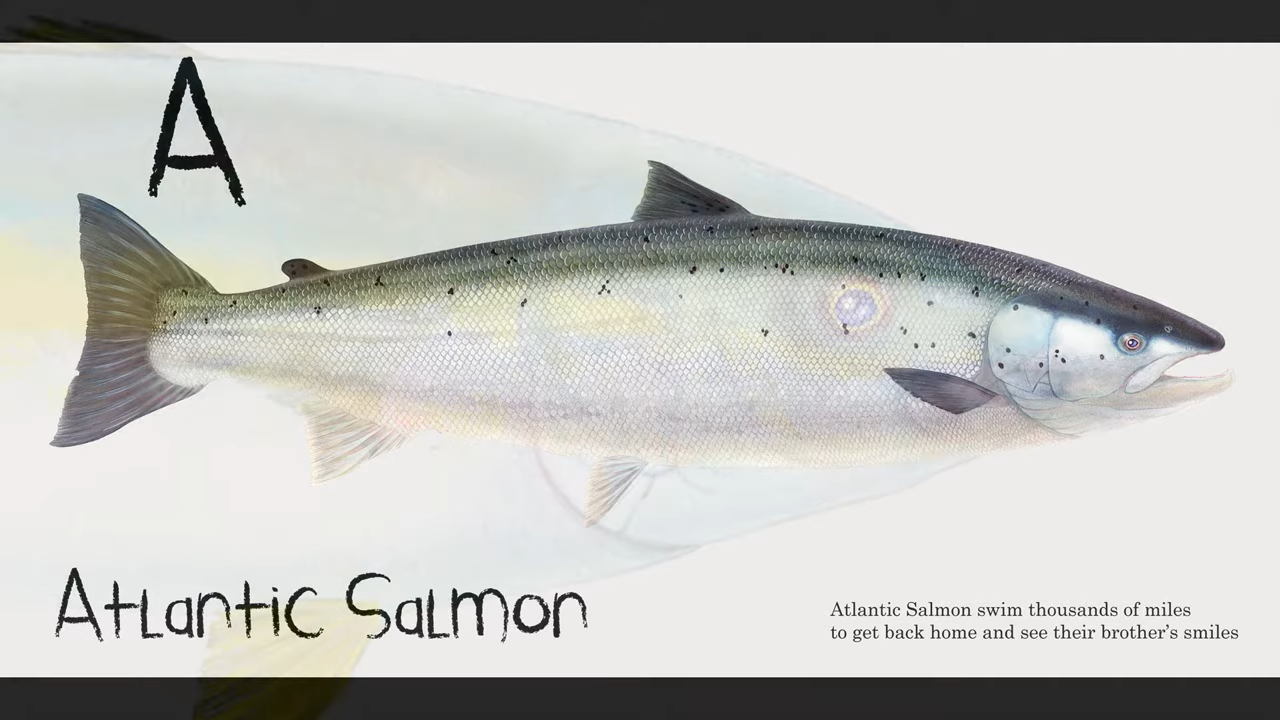 A
Atlantic Salmon
Atlantic Salmon swim thousands of miles
to get back home and see their brother’s smiles